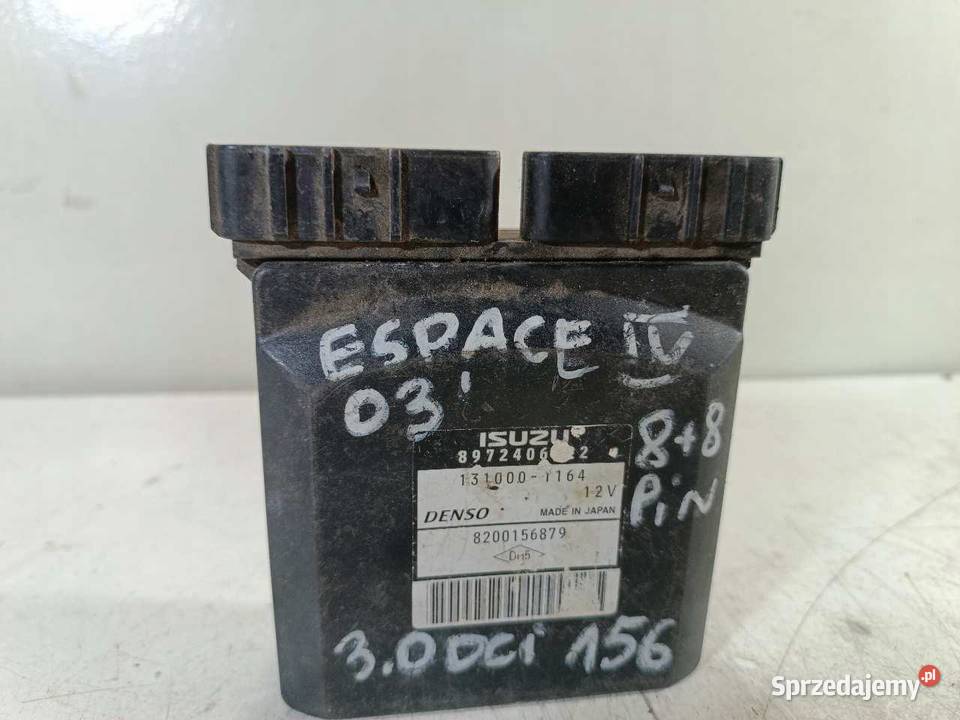 ESPACE IV
03'
8+8
PiN
ISUZU
131000-1164
12V
DENSO MADE IN JAPAN
8200156879
3.0 DCi 156
Sprzedajemy.pl